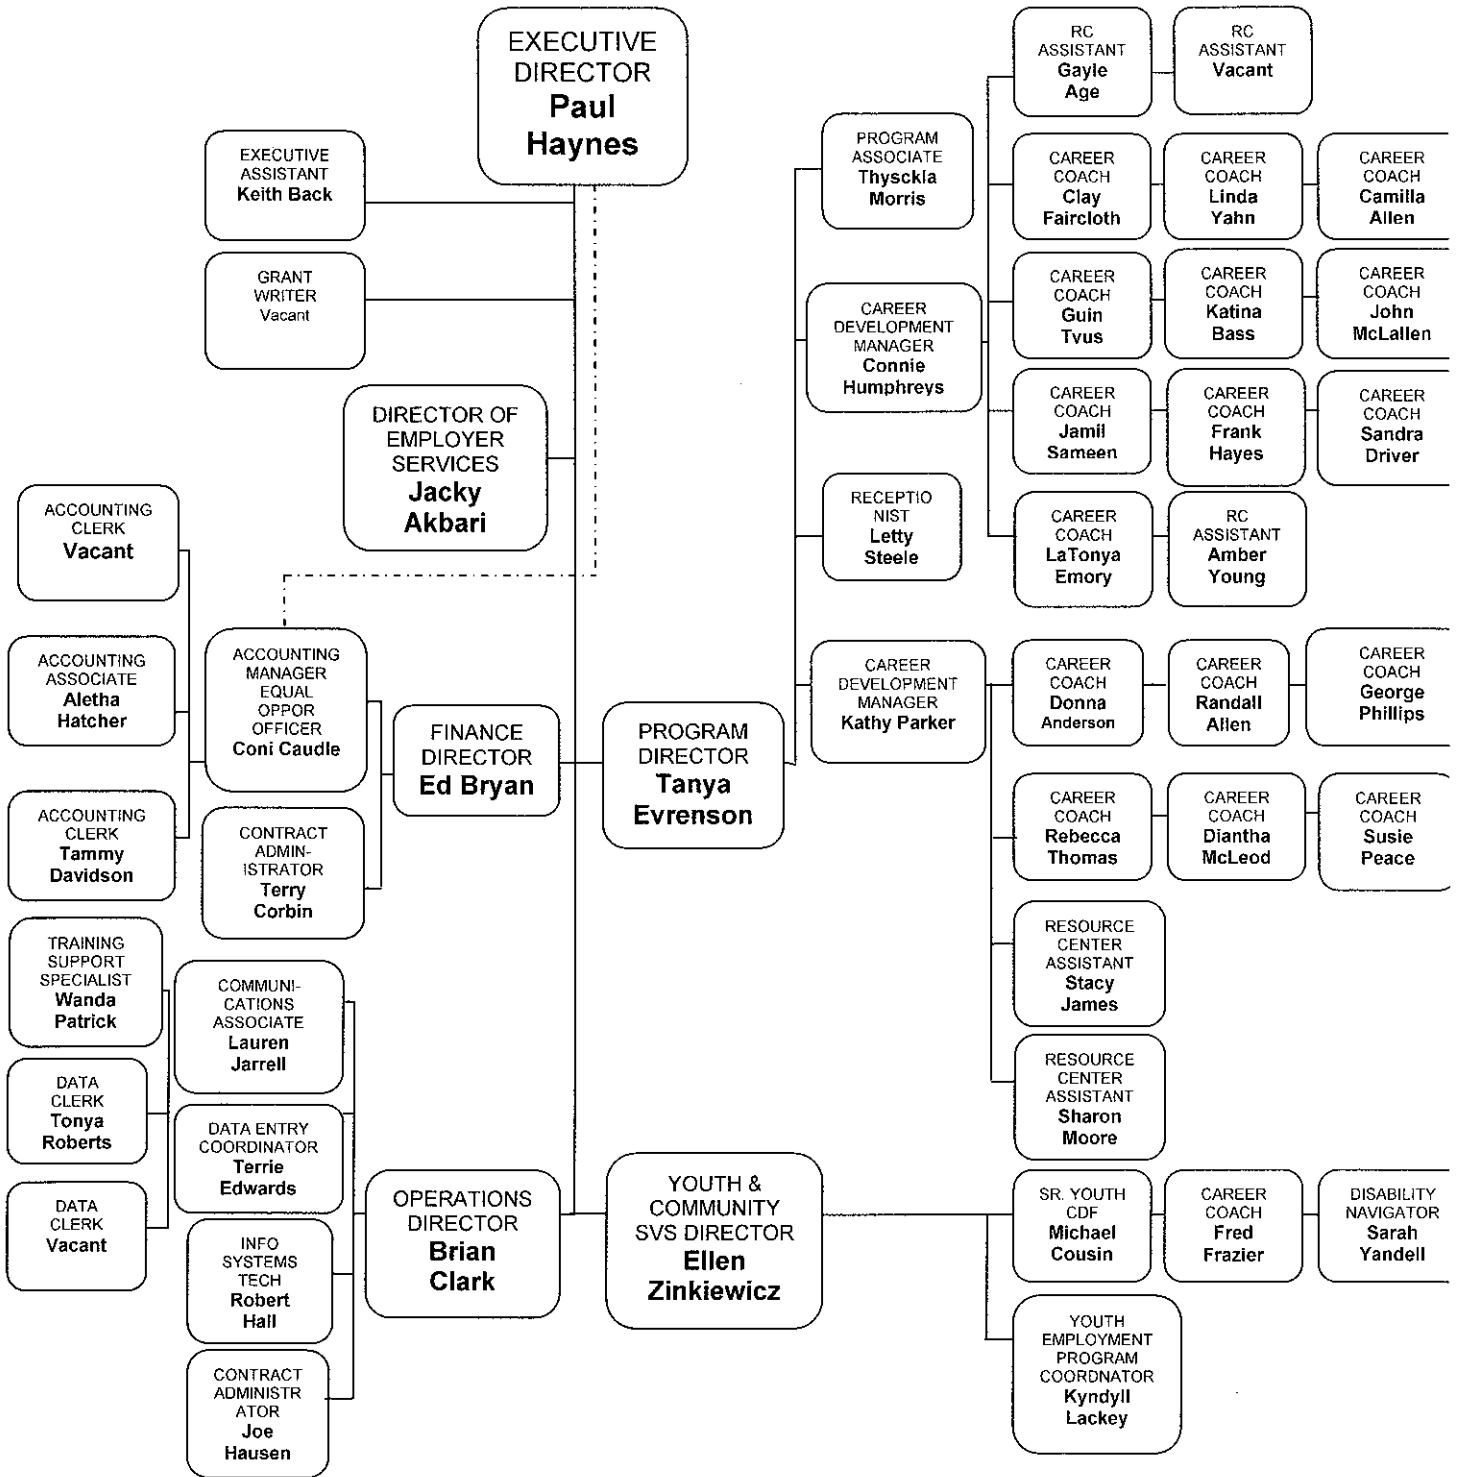 EXECUTIVE
DIRECTOR
Paul
Haynes
EXECUTIVE
ASSISTANT
Keith Back
GRANT
WRITER
Vacant
DIRECTOR OF
EMPLOYER
SERVICES
Jacky
Akbari
ACCOUNTING
CLERK
Vacant
ACCOUNTING
ASSOCIATE
Aletha
Hatcher
ACCOUNTING
CLERK
Tammy
Davidson
ACCOUNTING
MANAGER
EQUAL
OPPOR
OFFICER
Coni Caudle
CONTRACT
ADMIN-
ISTRATOR
Terry
Corbin
FINANCE
DIRECTOR
Ed Bryan
PROGRAM
DIRECTOR
Tanya
Evrenson
PROGRAM
ASSOCIATE
Thysckla
Morris
CAREER
DEVELOPMENT
MANAGER
Connie
Humphreys
RECEPTIO
NIST
Letty
Steele
CAREER
DEVELOPMENT
MANAGER
Kathy Parker
RC
ASSISTANT
Gayle
Age
RC
ASSISTANT
Vacant
CAREER
COACH
Clay
Faircloth
CAREER
COACH
Linda
Yahn
CAREER
COACH
Camilla
Allen
CAREER
COACH
Guin
Tvus
CAREER
COACH
Katina
Bass
CAREER
COACH
John
McLallen
CAREER
COACH
Jamil
Sameen
CAREER
COACH
Frank
Hayes
CAREER
COACH
Sandra
Driver
CAREER
COACH
LaTonya
Emory
RC
ASSISTANT
Amber
Young
CAREER
COACH
Donna
Anderson
CAREER
COACH
Randall
Allen
CAREER
COACH
George
Phillips
CAREER
COACH
Rebecca
Thomas
CAREER
COACH
Diantha
McLeod
CAREER
COACH
Susie
Peace
RESOURCE
CENTER
ASSISTANT
Stacy
James
RESOURCE
CENTER
ASSISTANT
Sharon
Moore
TRAINING
SUPPORT
SPECIALIST
Wanda
Patrick
DATA
CLERK
Tonya
Roberts
DATA
CLERK
Vacant
COMMUNI-
CATIONS
ASSOCIATE
Lauren
Jarrell
DATA ENTRY
COORDINATOR
Terrie
Edwards
INFO
SYSTEMS
TECH
Robert
Hall
CONTRACT
ADMINISTR
ATOR
Joe
Hausen
OPERATIONS
DIRECTOR
Brian
Clark
YOUTH &
COMMUNITY
SVS DIRECTOR
Ellen
Zinkiewicz
SR. YOUTH
CDF
Michael
Cousin
CAREER
COACH
Fred
Frazier
DISABILITY
NAVIGATOR
Sarah
Yandell
YOUTH
EMPLOYMENT
PROGRAM
COORDNATOR
Kyndyll
Lackey